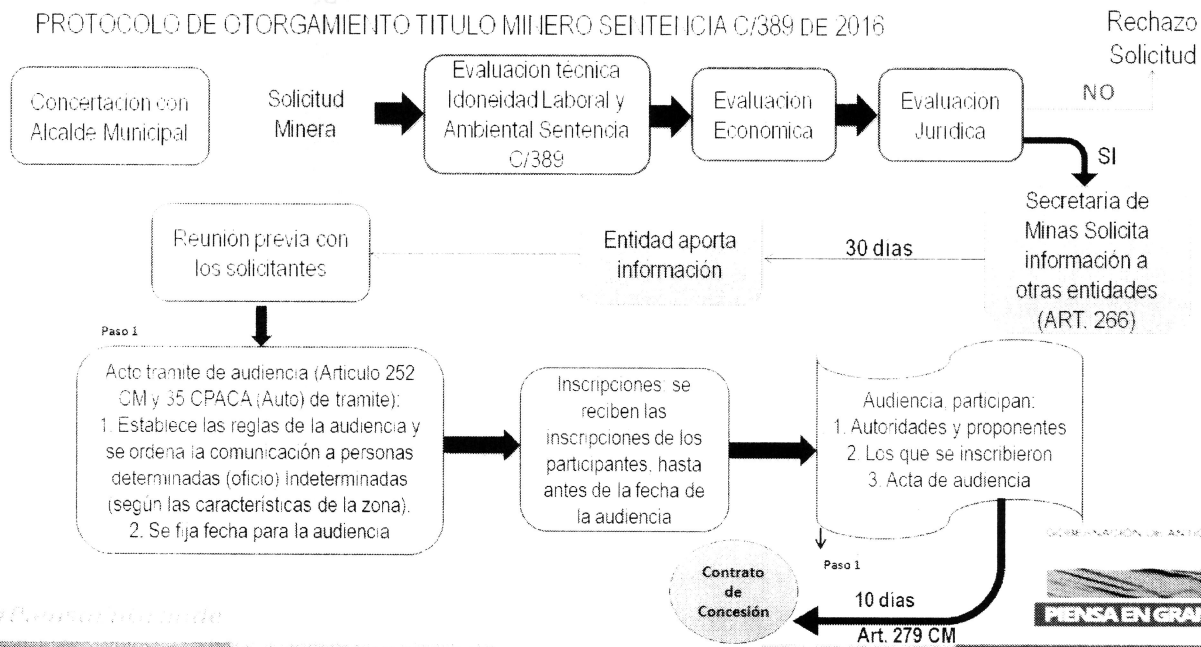 PROTOCOLO DE OTORGAMIENTO TITULO MINERO SENTENCIA C/389 DE 2016
Rechazo
Solicitud
Concertacion con
Alcalde Municipal
Solicitud
Minera
Evaluacion técnica
Idoneidad Laboral y
Ambiental Sentencia
C/389
Evaluacion
Economica
Evaluacion
Juridica
NO
SI
Secretaria de
Minas Solicita
información a
otras entidades
(ART. 266)
30 dias
Entidad aporta
información
Reunión previa con
los solicitantes
Paso 1
Acto tramite de audiencia (Articulo 252
CM y 35 CPACA (Auto) de tramite):
1. Establece las reglas de la audiencia y
se ordena la comunicación a personas
determinadas (oficio) Indeterminadas
(según las características de la zona).
2. Se fija fecha para la audiencia
Inscripciones: se
reciben las
inscripciones de los
participantes, hasta
antes de la fecha de
la audiencia
Audiencia, participan:
1. Autoridades y proponentes
2. Los que se inscribieron
3. Acta de audiencia
Paso 1
10 dias
Art. 279 CM
Contrato
de
Concesión
GOBERNACIÓN DE ANTIO
PIENSA EN GRAN